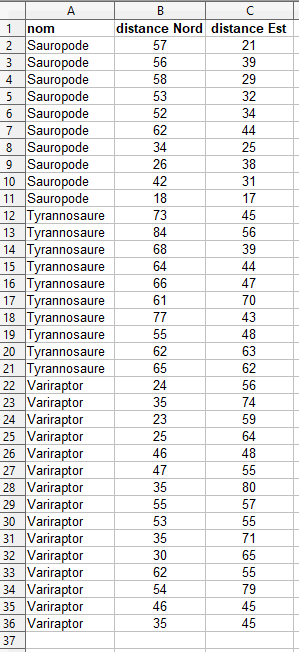 A B C
1 nom distance Nord distance Est
2 Sauropode 57 21
3 Sauropode 56 39
4 Sauropode 58 29
5 Sauropode 53 32
6 Sauropode 52 34
7 Sauropode 62 44
8 Sauropode 34 25
9 Sauropode 26 38
10 Sauropode 42 31
11 Sauropode 18 17
12 Tyrannosaure 73 45
13 Tyrannosaure 84 56
14 Tyrannosaure 68 39
15 Tyrannosaure 64 44
16 Tyrannosaure 66 47
17 Tyrannosaure 61 70
18 Tyrannosaure 77 43
19 Tyrannosaure 55 48
20 Tyrannosaure 62 63
21 Tyrannosaure 65 62
22 Variraptor 24 56
23 Variraptor 35 74
24 Variraptor 23 59
25 Variraptor 25 64
26 Variraptor 46 48
27 Variraptor 47 55
28 Variraptor 35 80
29 Variraptor 55 57
30 Variraptor 53 55
31 Variraptor 35 71
32 Variraptor 30 65
33 Variraptor 62 55
34 Variraptor 54 79
35 Variraptor 46 45
36 Variraptor 35 45
37